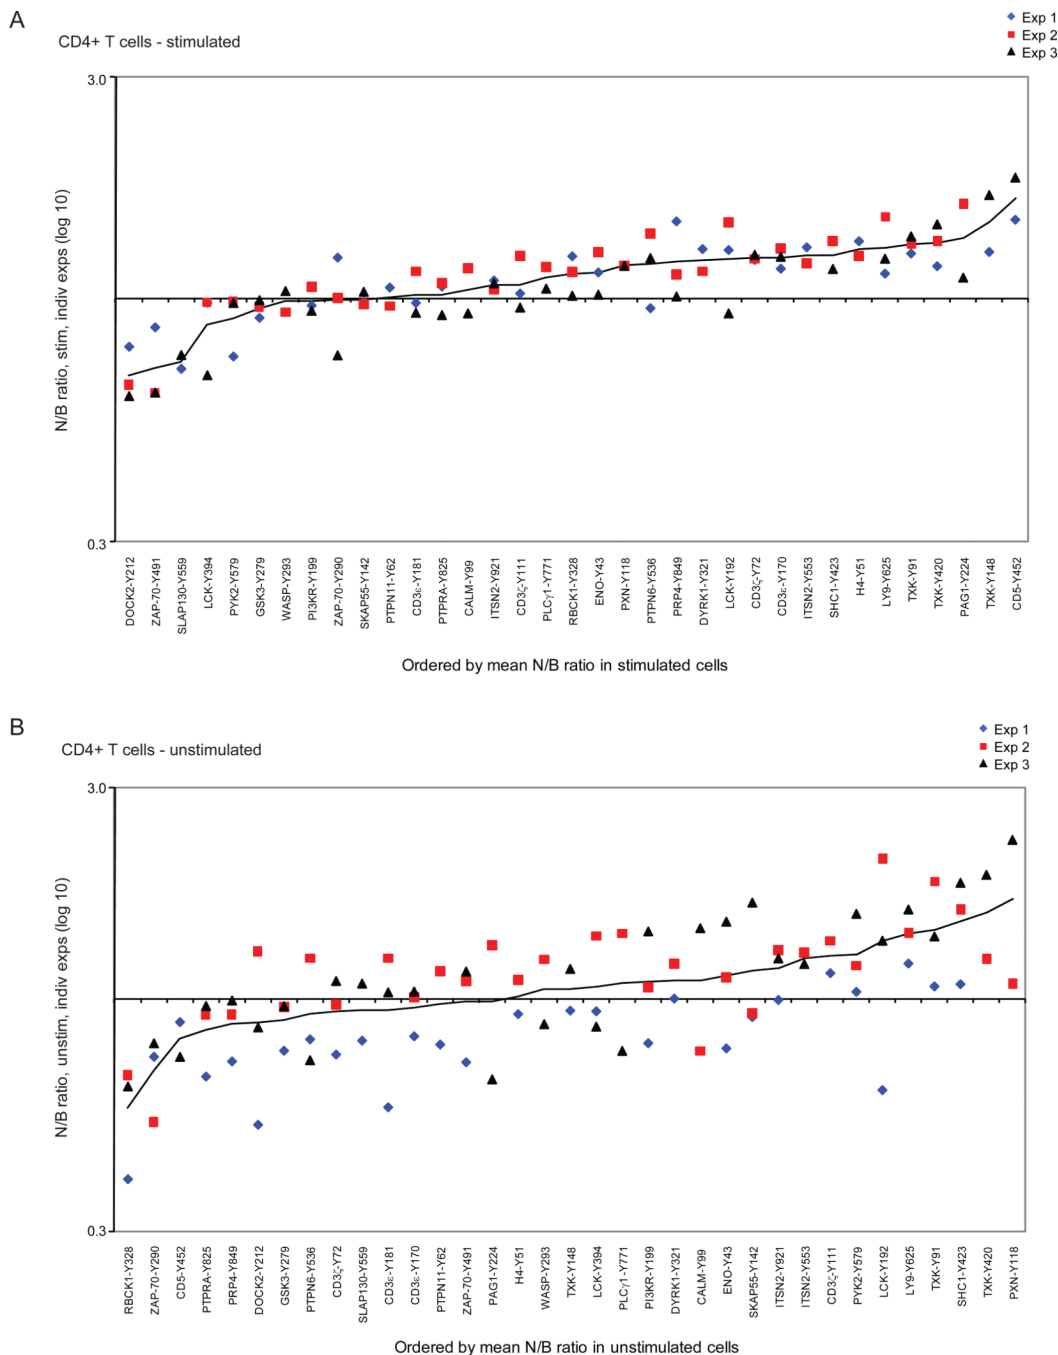 A
CD4+ T cells - stimulated
Exp 1
Exp 2
Exp 3
3.0
0.3
N/B ratio, stim, indiv exps (log 10)
DOCK2-Y212
ZAP-70-Y491
SLAP130-Y559
LCK-Y394
PYK2-Y579
GSK3-Y279
WASP-Y293
PI3KR-Y199
ZAP-70-Y290
SKAP55-Y142
PTPN11-Y62
CD3ε-Y181
PTPRA-Y825
CALM-Y99
ITSN2-Y921
CD3ζ-Y111
PLCγ1-Y771
RBCK1-Y328
ENO-Y43
PXN-Y118
PTPN6-Y536
PRP4-Y849
DYRK1-Y321
LCK-Y192
CD3ζ-Y72
CD3ε-Y170
ITSN2-Y553
SHC1-Y423
H4-Y51
LY9-Y625
TXK-Y91
TXK-Y420
PAG1-Y224
TXK-Y148
CD5-Y452
Ordered by mean N/B ratio in stimulated cells
B
CD4+ T cells - unstimulated
Exp 1
Exp 2
Exp 3
3.0
0.3
N/B ratio, unstim, indiv exps (log 10)
RBCK1-Y328
ZAP-70-Y290
CD5-Y452
PTPRA-Y825
PRP4-Y849
DOCK2-Y212
GSK3-Y279
PTPN6-Y536
CD3ζ-Y72
SLAP130-Y559
CD3ε-Y181
CD3ε-Y170
PTPN11-Y62
ZAP-70-Y491
PAG1-Y224
H4-Y51
WASP-Y293
TXK-Y148
LCK-Y394
PLCγ1-Y771
PI3KR-Y199
DYRK1-Y321
CALM-Y99
ENO-Y43
SKAP55-Y142
ITSN2-Y921
ITSN2-Y553
CD3ζ-Y111
PYK2-Y579
LCK-Y192
LY9-Y625
TXK-Y91
SHC1-Y423
TXK-Y420
PXN-Y118
Ordered by mean N/B ratio in unstimulated cells